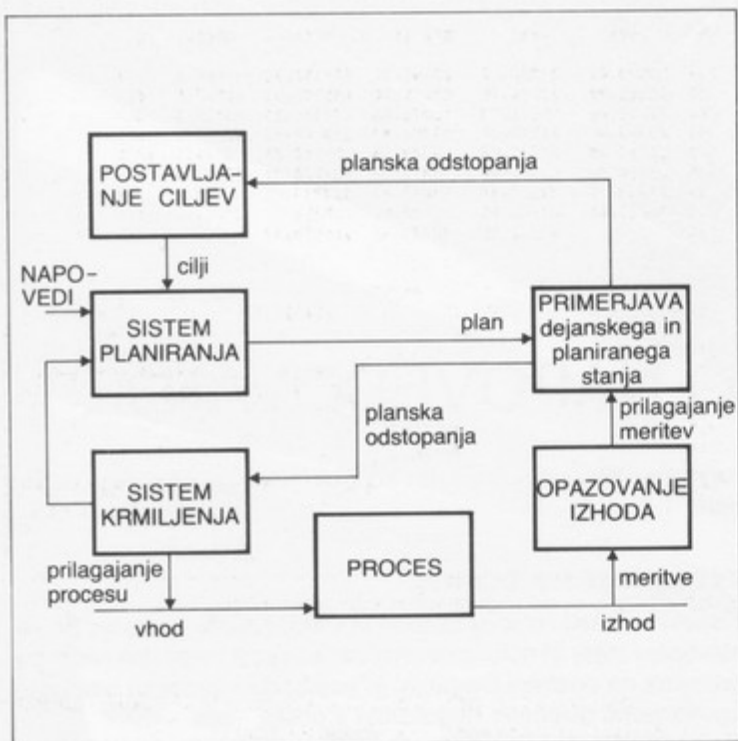 POSTAVLJA-
NJE CILJEV
planska odstopanja
cilji
NAPO-
VEDI
SISTEM
PLANIRANJA
plan
PRIMERJAVA
dejanskega in
planiranega
stanja
planska
odstopanja
prilagajanje
meritev
SISTEM
KRMILJENJA
OPAZOVANJE
IZHODA
prilagajanje
procesu
PROCES
meritve
vhod
izhod